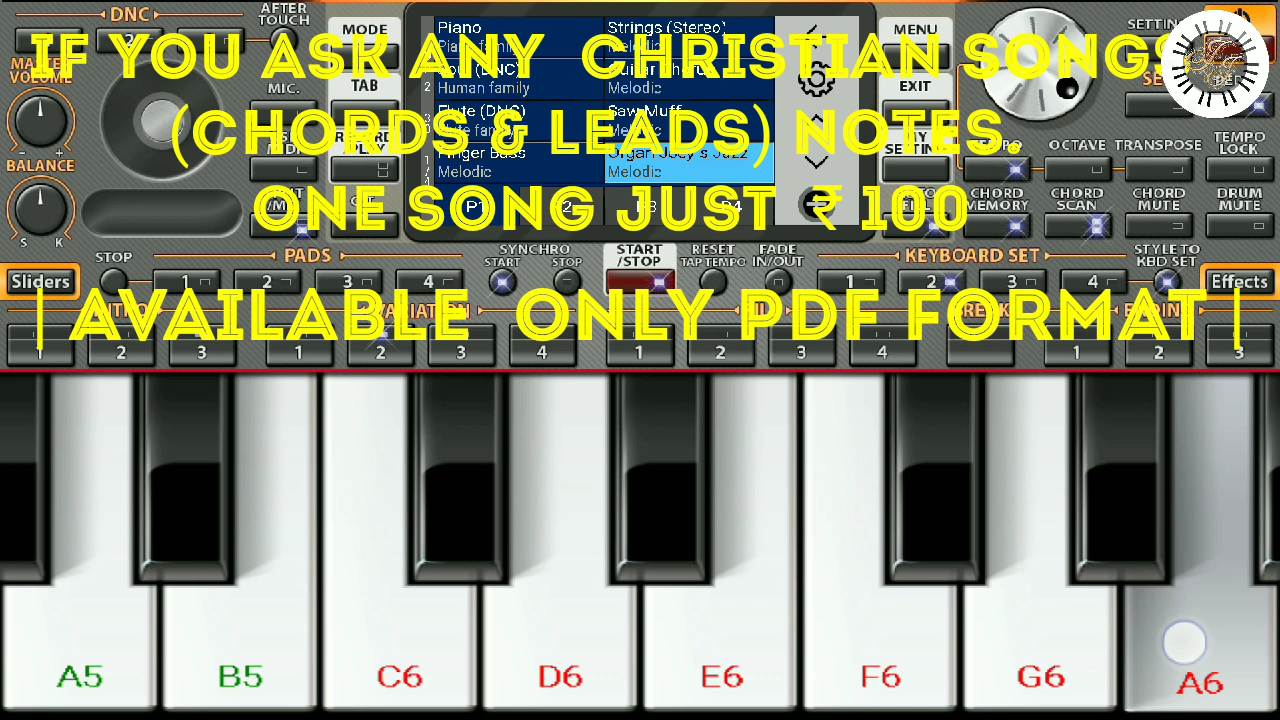 DNC
AFTER TOUCH
MODE
Piano
Strings (Stereo)
MENU
IF YOU ASK ANY CHRISTIAN SONGS
MASTER VOLUME
MIC.
TAB
Human family
Melodic
EXIT
Flute (DNC)
Saw Muff
(CHORDS & LEADS) NOTES
BALANCE
Finger Bass
Organ Joey's Jazz
Melodic
Melodic
TEMPO
OCTAVE
TRANSPOSE
TEMPO LOCK
ONE SONG JUST ₹ 100
CHORD MEMORY
CHORD SCAN
CHORD MUTE
DRUM MUTE
S K
STOP
PADS
SYNCHRO
START
STOP
START /STOP
RESET
TAP TEMPO
FADE IN/OUT
KEYBOARD SET
STYLE TO KBD SET
Sliders
1 2 3 4
1 2 3 4
Effects
| AVAILABLE ONLY PDF FORMAT |
1 2 3 1 2 3 4 1 2 3 4 1 2 3
A5 B5 C6 D6 E6 F6 G6 A6